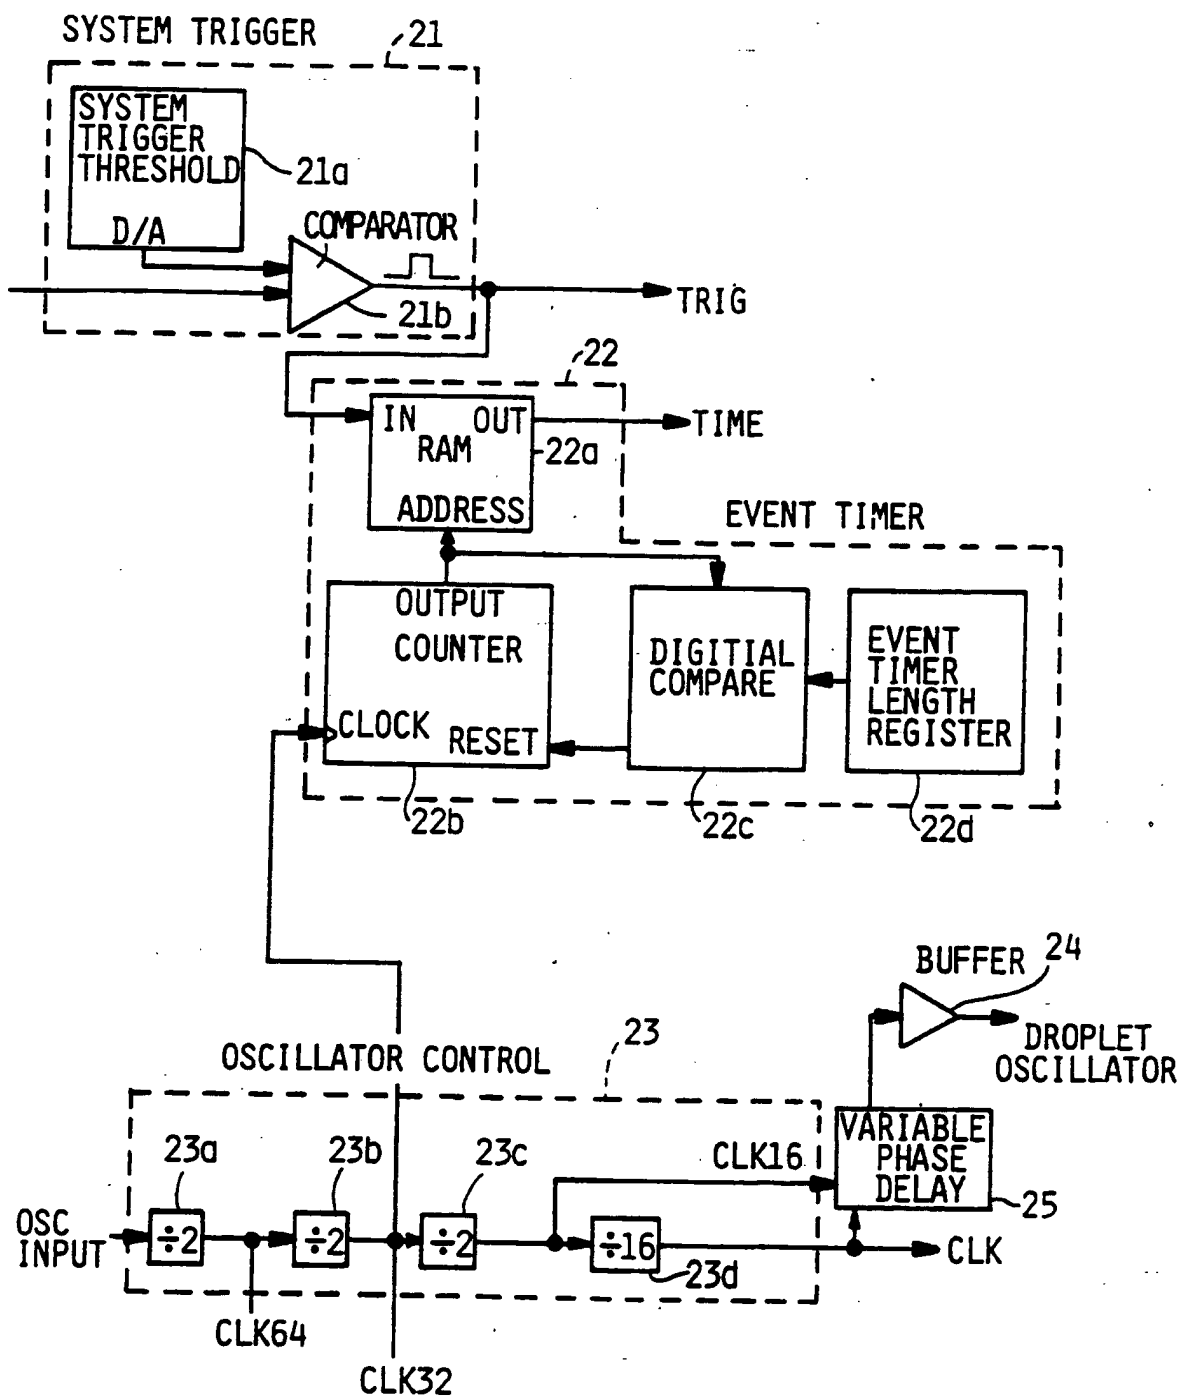 SYSTEM TRIGGER
21
SYSTEM
TRIGGER
THRESHOLD
21a
D/A
COMPARATOR
21b
TRIG
22
IN OUT
RAM
ADDRESS
TIME
22a
EVENT TIMER
OUTPUT
COUNTER
CLOCK
RESET
22b
DIGITIAL
COMPARE
22c
EVENT
TIMER
LENGTH
REGISTER
22d
BUFFER
24
DROPLET
OSCILLATOR
OSCILLATOR CONTROL
23
23a
23b
23c
CLK16
VARIABLE
PHASE
DELAY
25
OSC
INPUT
÷2
÷2
÷2
÷16
23d
CLK
CLK64
CLK32